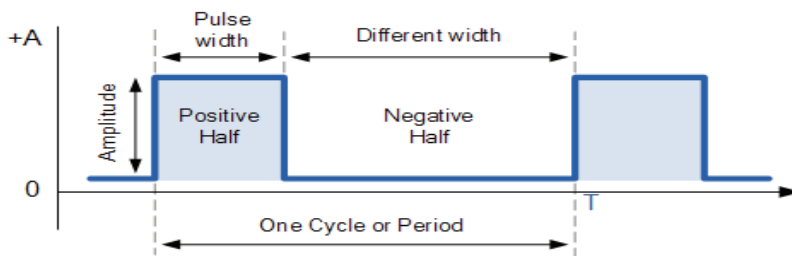 Pulse
width
Different width
+A
Amplitude
Positive
Half
Negative
Half
0
T
One Cycle or Period